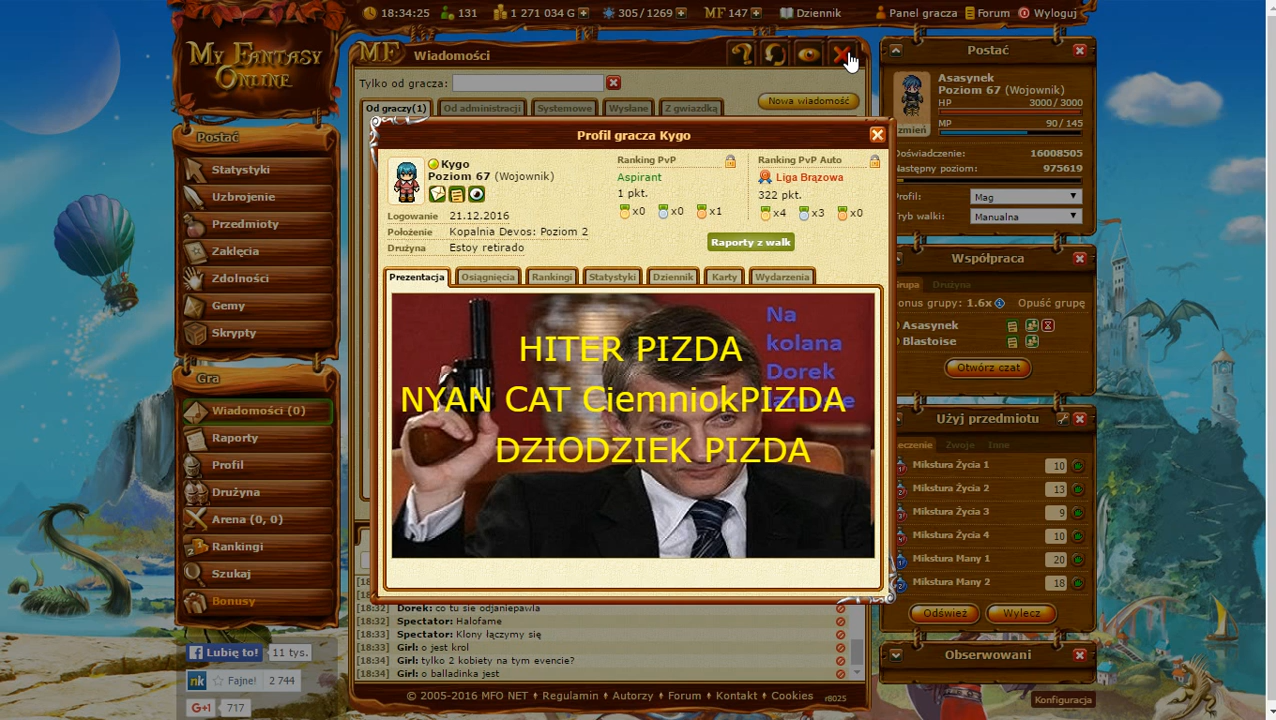 18:34:25
131
1 271 034 G
305 / 1269
MF 147
Dziennik
Panel gracza
Forum
Wyloguj
My Fantasy
Online
Postać
Statystyki
Uzbrojenie
Przedmioty
Zaklęcia
Zdolności
Gemy
Skrypty
Gra
Wiadomości (0)
Raporty
Profil
Drużyna
Arena (0, 0)
Rankingi
Szukaj
Bonusy
Lubię to!
11 tys.
nk
Fajne!
2 744
G+1
717
MF
Wiadomości
Tylko od gracza:
Nowa wiadomość
Od graczy(1)
Od administracji
Systemowe
Wysłane
Z gwiazdką
Profil gracza Kygo
Kygo
Poziom 67 (Wojownik)
Logowanie 21.12.2016
Położenie Kopalnia Devos: Poziom 2
Drużyna Estoy retirado
Ranking PvP
Aspirant
1 pkt.
x0 x0 x1
Ranking PvP Auto
Liga Brązowa
322 pkt.
x4 x3 x0
Raporty z walk
Prezentacja
Osiągnięcia
Rankingi
Statystyki
Dziennik
Karty
Wydarzenia
Na
kolana
Dorek
HITER PIZDA
NYAN CAT CiemniokPIZDA
DZIODZIEK PIZDA
[18:32] Dorek: co tu sie odjaniepawla
[18:32] Spectator: Halofame
[18:33] Spectator: Klony łączymy się
[18:33] Girl: o jest krol
[18:34] Girl: tylko 2 kobiety na tym evencie?
[18:34] Girl: o balladinka jest
© 2005-2016 MFO NET
Regulamin
Autorzy
Forum
Kontakt
Cookies
r8025
Postać
Asasynek
Poziom 67 (Wojownik)
HP 3000 / 3000
MP 90 / 145
zmień
Doświadczenie: 16008505
Następny poziom: 975619
Profil: Mag
Tryb walki: Manualna
Współpraca
Grupa
Drużyna
Bonus grupy: 1.6x
Opuść grupę
Asasynek
Blastoise
Otwórz czat
Użyj przedmiotu
Leczenie
Zwoje
Inne
Mikstura Życia 1 10
Mikstura Życia 2 13
Mikstura Życia 3 9
Mikstura Życia 4 10
Mikstura Many 1 20
Mikstura Many 2 18
Odśwież
Wylecz
Obserwowani
Konfiguracja